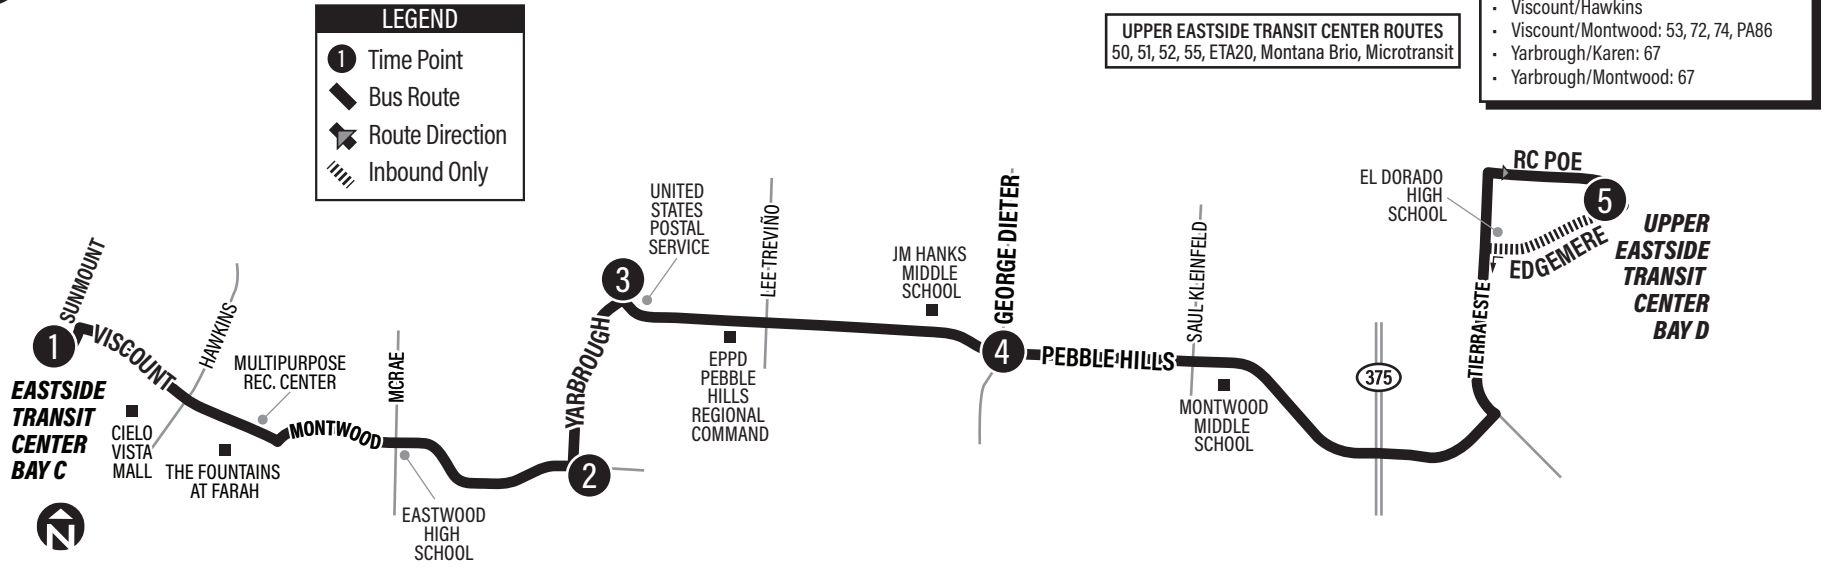 LEGEND
1 Time Point
Bus Route
Route Direction
Inbound Only
UPPER EASTSIDE TRANSIT CENTER ROUTES
50, 51, 52, 55, ETA20, Montana Brio, Microtransit
· Viscount/Hawkins
· Viscount/Montwood: 53, 72, 74, PA86
· Yarbrough/Karen: 67
· Yarbrough/Montwood: 67
1
EASTSIDE
TRANSIT
CENTER
BAY C
SUNMOUNT
VISCOUNT
HAWKINS
CIELO
VISTA
MALL
MULTIPURPOSE
REC. CENTER
THE FOUNTAINS
AT FARAH
MONTWOOD
MCRAE
EASTWOOD
HIGH
SCHOOL
2
YARBROUGH
3
UNITED
STATES
POSTAL
SERVICE
EPPD
PEBBLE
HILLS
REGIONAL
COMMAND
LEE TREVIÑO
JM HANKS
MIDDLE
SCHOOL
GEORGE DIETER
4
PEBBLE HILLS
SAUL KLEINFELD
MONTWOOD
MIDDLE
SCHOOL
375
TIERRA ESTE
EL DORADO
HIGH
SCHOOL
RC POE
EDGEMERE
5
UPPER
EASTSIDE
TRANSIT
CENTER
BAY D
N